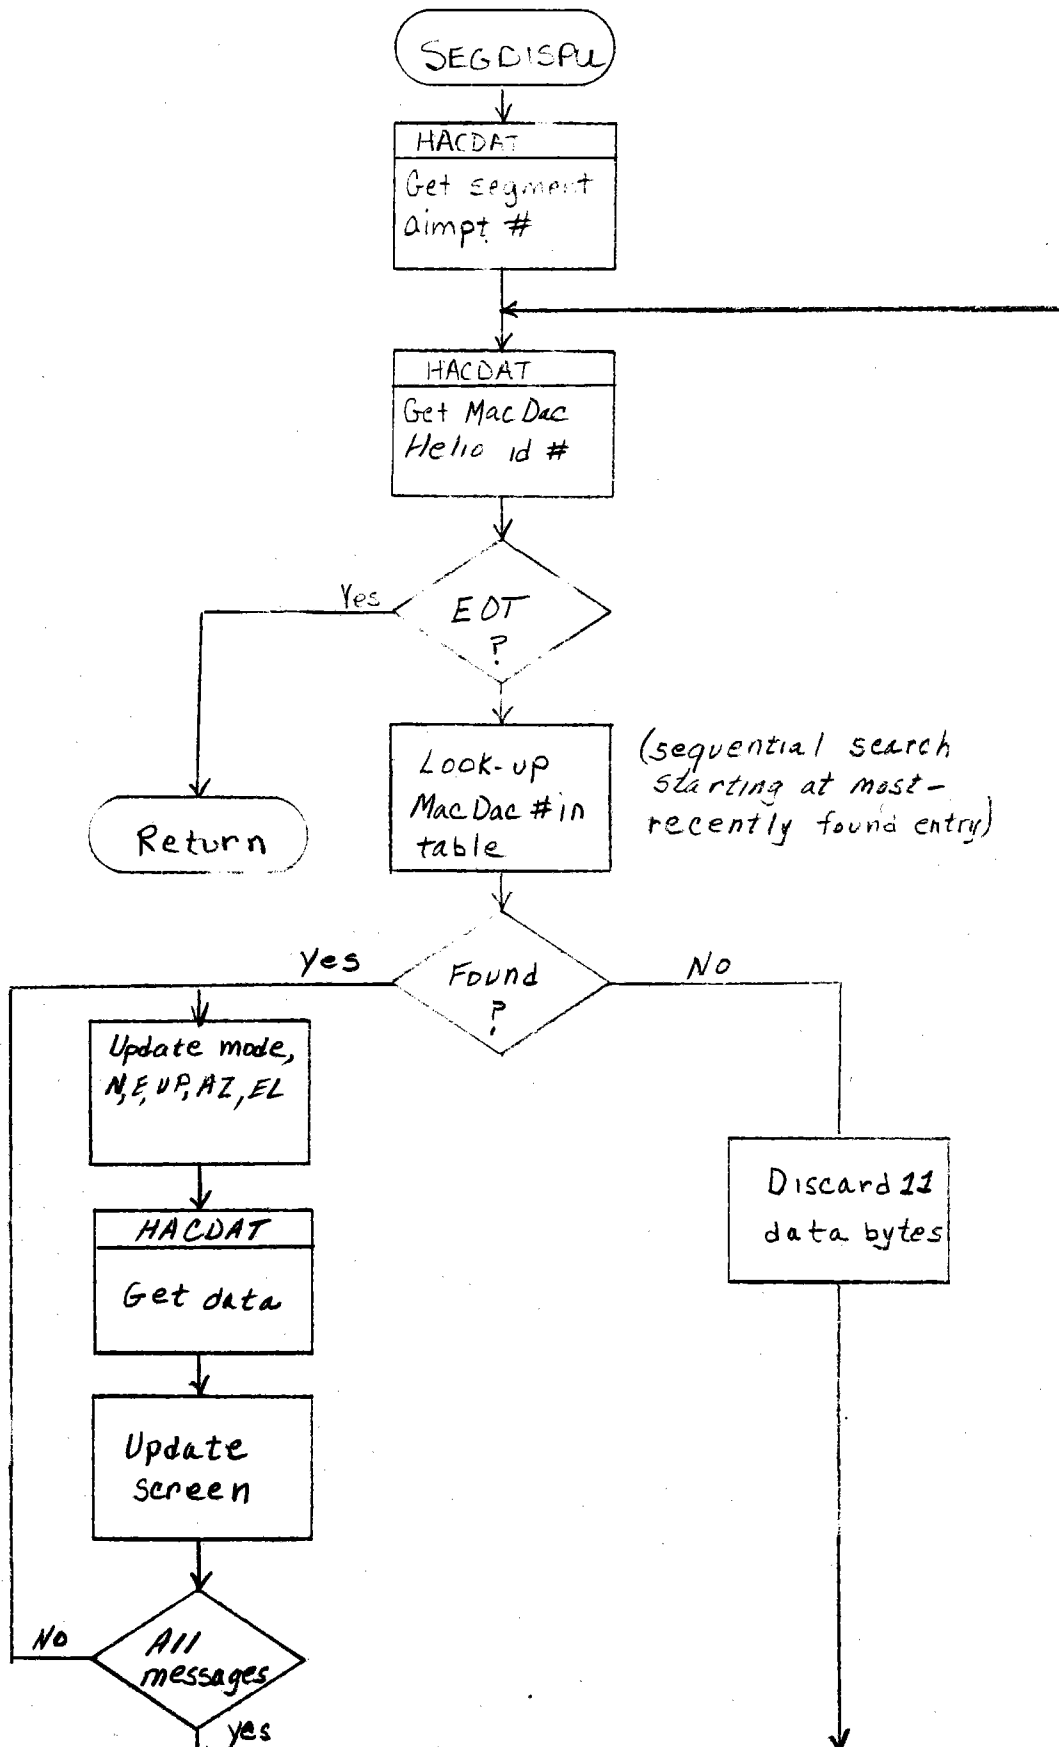 SEGDISPU
HACDAT
Get segment
aimpt #
HACDAT
Get MacDac
Helio id #
Yes
EOT
?
Look-up
MacDac # in
table
(sequential search
starting at most-
recently found entry)
Return
Yes
Found
?
No
Update mode,
N, E, UP, AZ, EL
Discard 11
data bytes
HACDAT
Get data
Update
screen
No
All
messages
yes